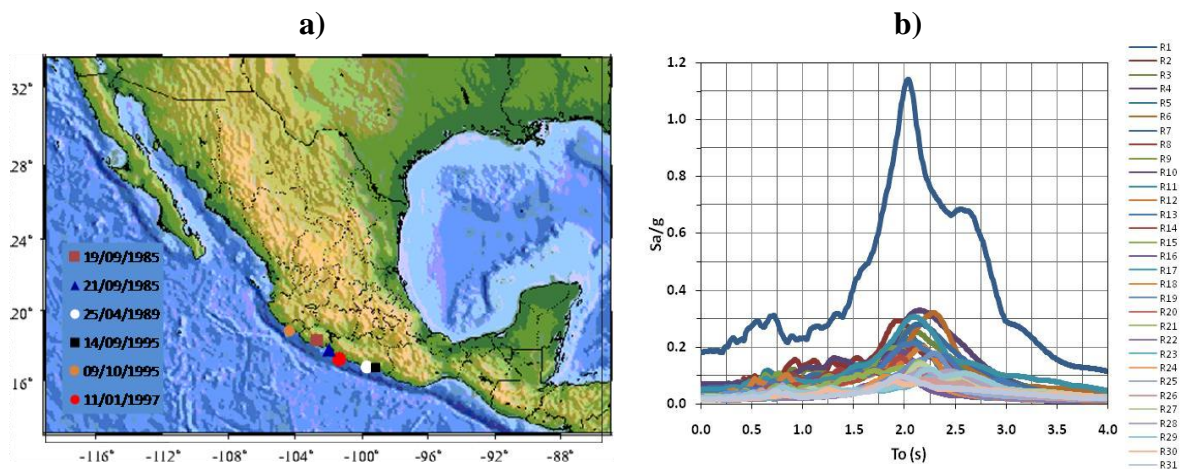 a)
32°
28°
24°
20°
16°
19/09/1985
21/09/1985
25/04/1989
14/09/1995
09/10/1995
11/01/1997
-116°
-112°
-108°
-104°
-100°
-96°
-92°
-88°
b)
Sa/g
1.2
1.0
0.8
0.6
0.4
0.2
0.0
0.0
0.5
1.0
1.5
2.0
2.5
3.0
3.5
4.0
To (s)
R1
R2
R3
R4
R5
R6
R7
R8
R9
R10
R11
R12
R13
R14
R15
R16
R17
R18
R19
R20
R21
R22
R23
R24
R25
R26
R27
R28
R29
R30
R31